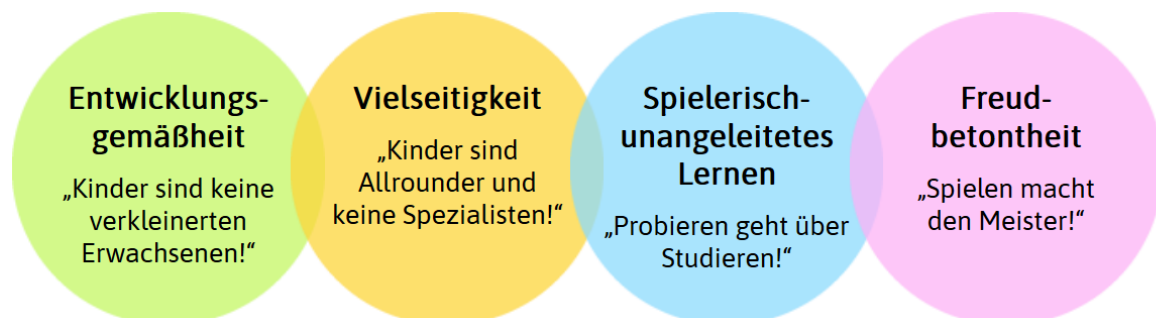 Entwicklungs-
gemäßheit
„Kinder sind keine
verkleinerten
Erwachsenen!“
Vielseitigkeit
„Kinder sind
Allrounder und
keine Spezialisten!“
Spielerisch-
unangeleitetes
Lernen
„Probieren geht über
Studieren!“
Freud-
betontheit
„Spielen macht
den Meister!“